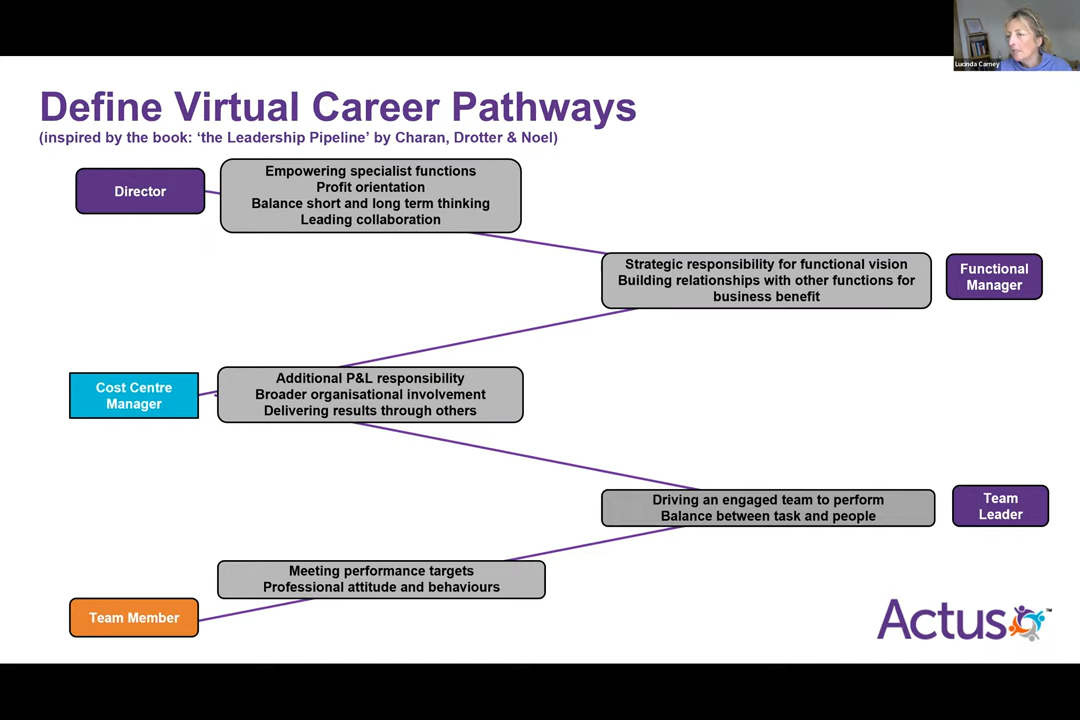 Lucinda Carney
Define Virtual Career Pathways
(inspired by the book: ‘the Leadership Pipeline’ by Charan, Drotter & Noel)
Director
Empowering specialist functions
Profit orientation
Balance short and long term thinking
Leading collaboration
Strategic responsibility for functional vision
Building relationships with other functions for
business benefit
Functional
Manager
Cost Centre
Manager
Additional P&L responsibility
Broader organisational involvement
Delivering results through others
Driving an engaged team to perform
Balance between task and people
Team
Leader
Meeting performance targets
Professional attitude and behaviours
Team Member
Actus™